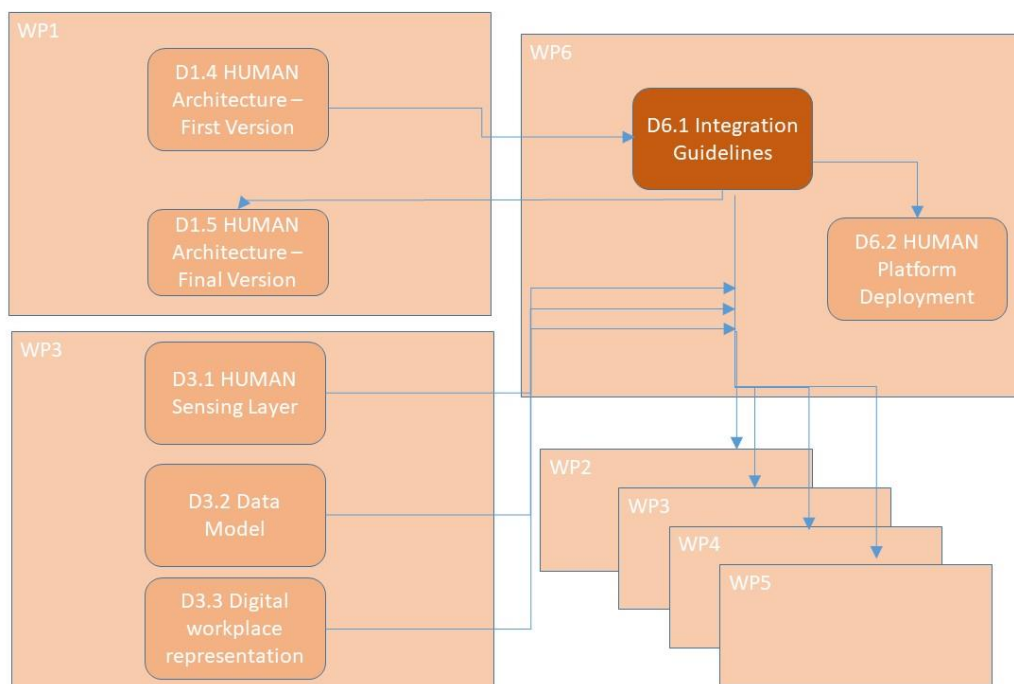 WP1
D1.4 HUMAN
Architecture –
First Version
D1.5 HUMAN
Architecture –
Final Version
WP6
D6.1 Integration
Guidelines
D6.2 HUMAN
Platform
Deployment
WP3
D3.1 HUMAN
Sensing Layer
D3.2 Data
Model
D3.3 Digital
workplace
representation
WP2
WP3
WP4
WP5